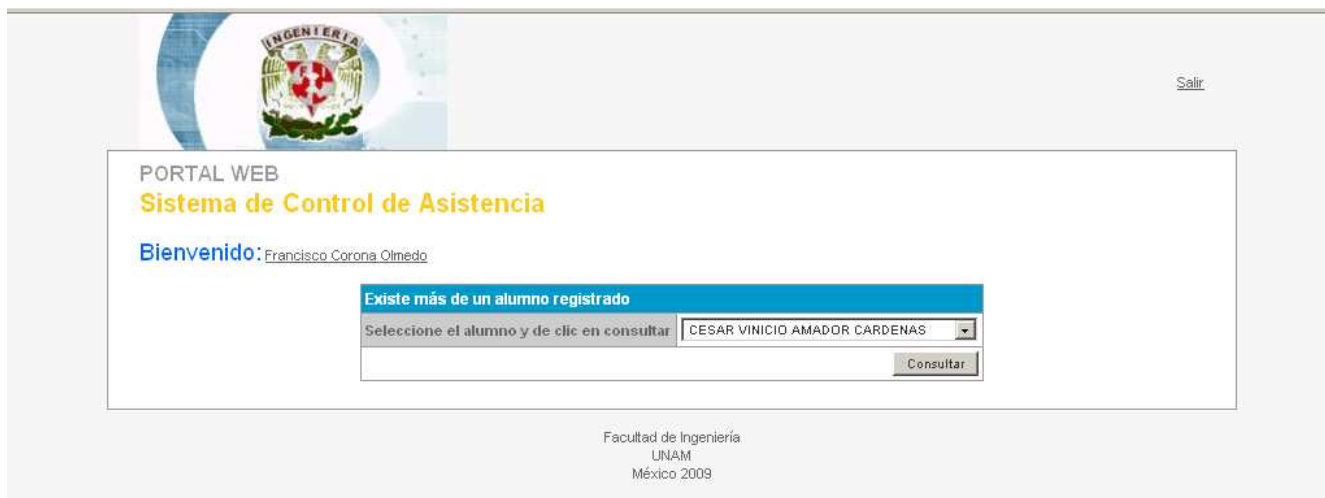 INGENIERIA
Salir
PORTAL WEB
Sistema de Control de Asistencia
Bienvenido: Francisco Corona Olmedo
Existe más de un alumno registrado
Seleccione el alumno y de clic en consultar CESAR VINICIO AMADOR CARDENAS
Consultar
Facultad de Ingeniería
UNAM
México 2009